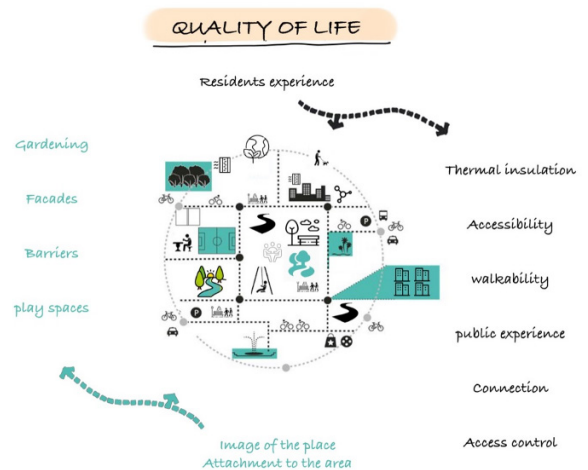 QUALITY OF LIFE
Residents experience
Gardening
Facades
Barriers
play spaces
Thermal insulation
Accessibility
walkability
public experience
Connection
Access control
P
P
Image of the place
Attachment to the area